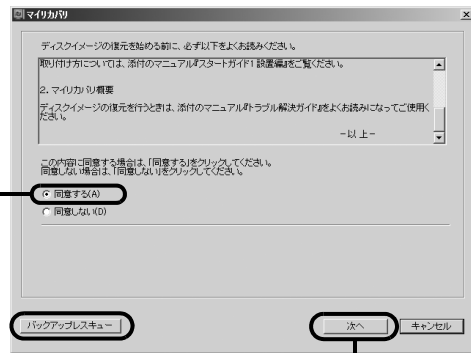 マイリカバリ
ディスクイメージの復元を始める前に、必ず以下をよくお読みください。
取り付け方については、添付のマニュアル『スタートガイド1 設置編』をご覧ください。
2. マイリカバリ概要
ディスクイメージの復元を行うときは、添付のマニュアル『トラブル解決ガイド』をよくお読みになってご使用ください。
－以 上－
この内容に同意する場合は、「同意する」をクリックしてください。
同意しない場合は、「同意しない」をクリックしてください。
同意する(A)
同意しない(D)
バックアップレスキュー
次へ
キャンセル